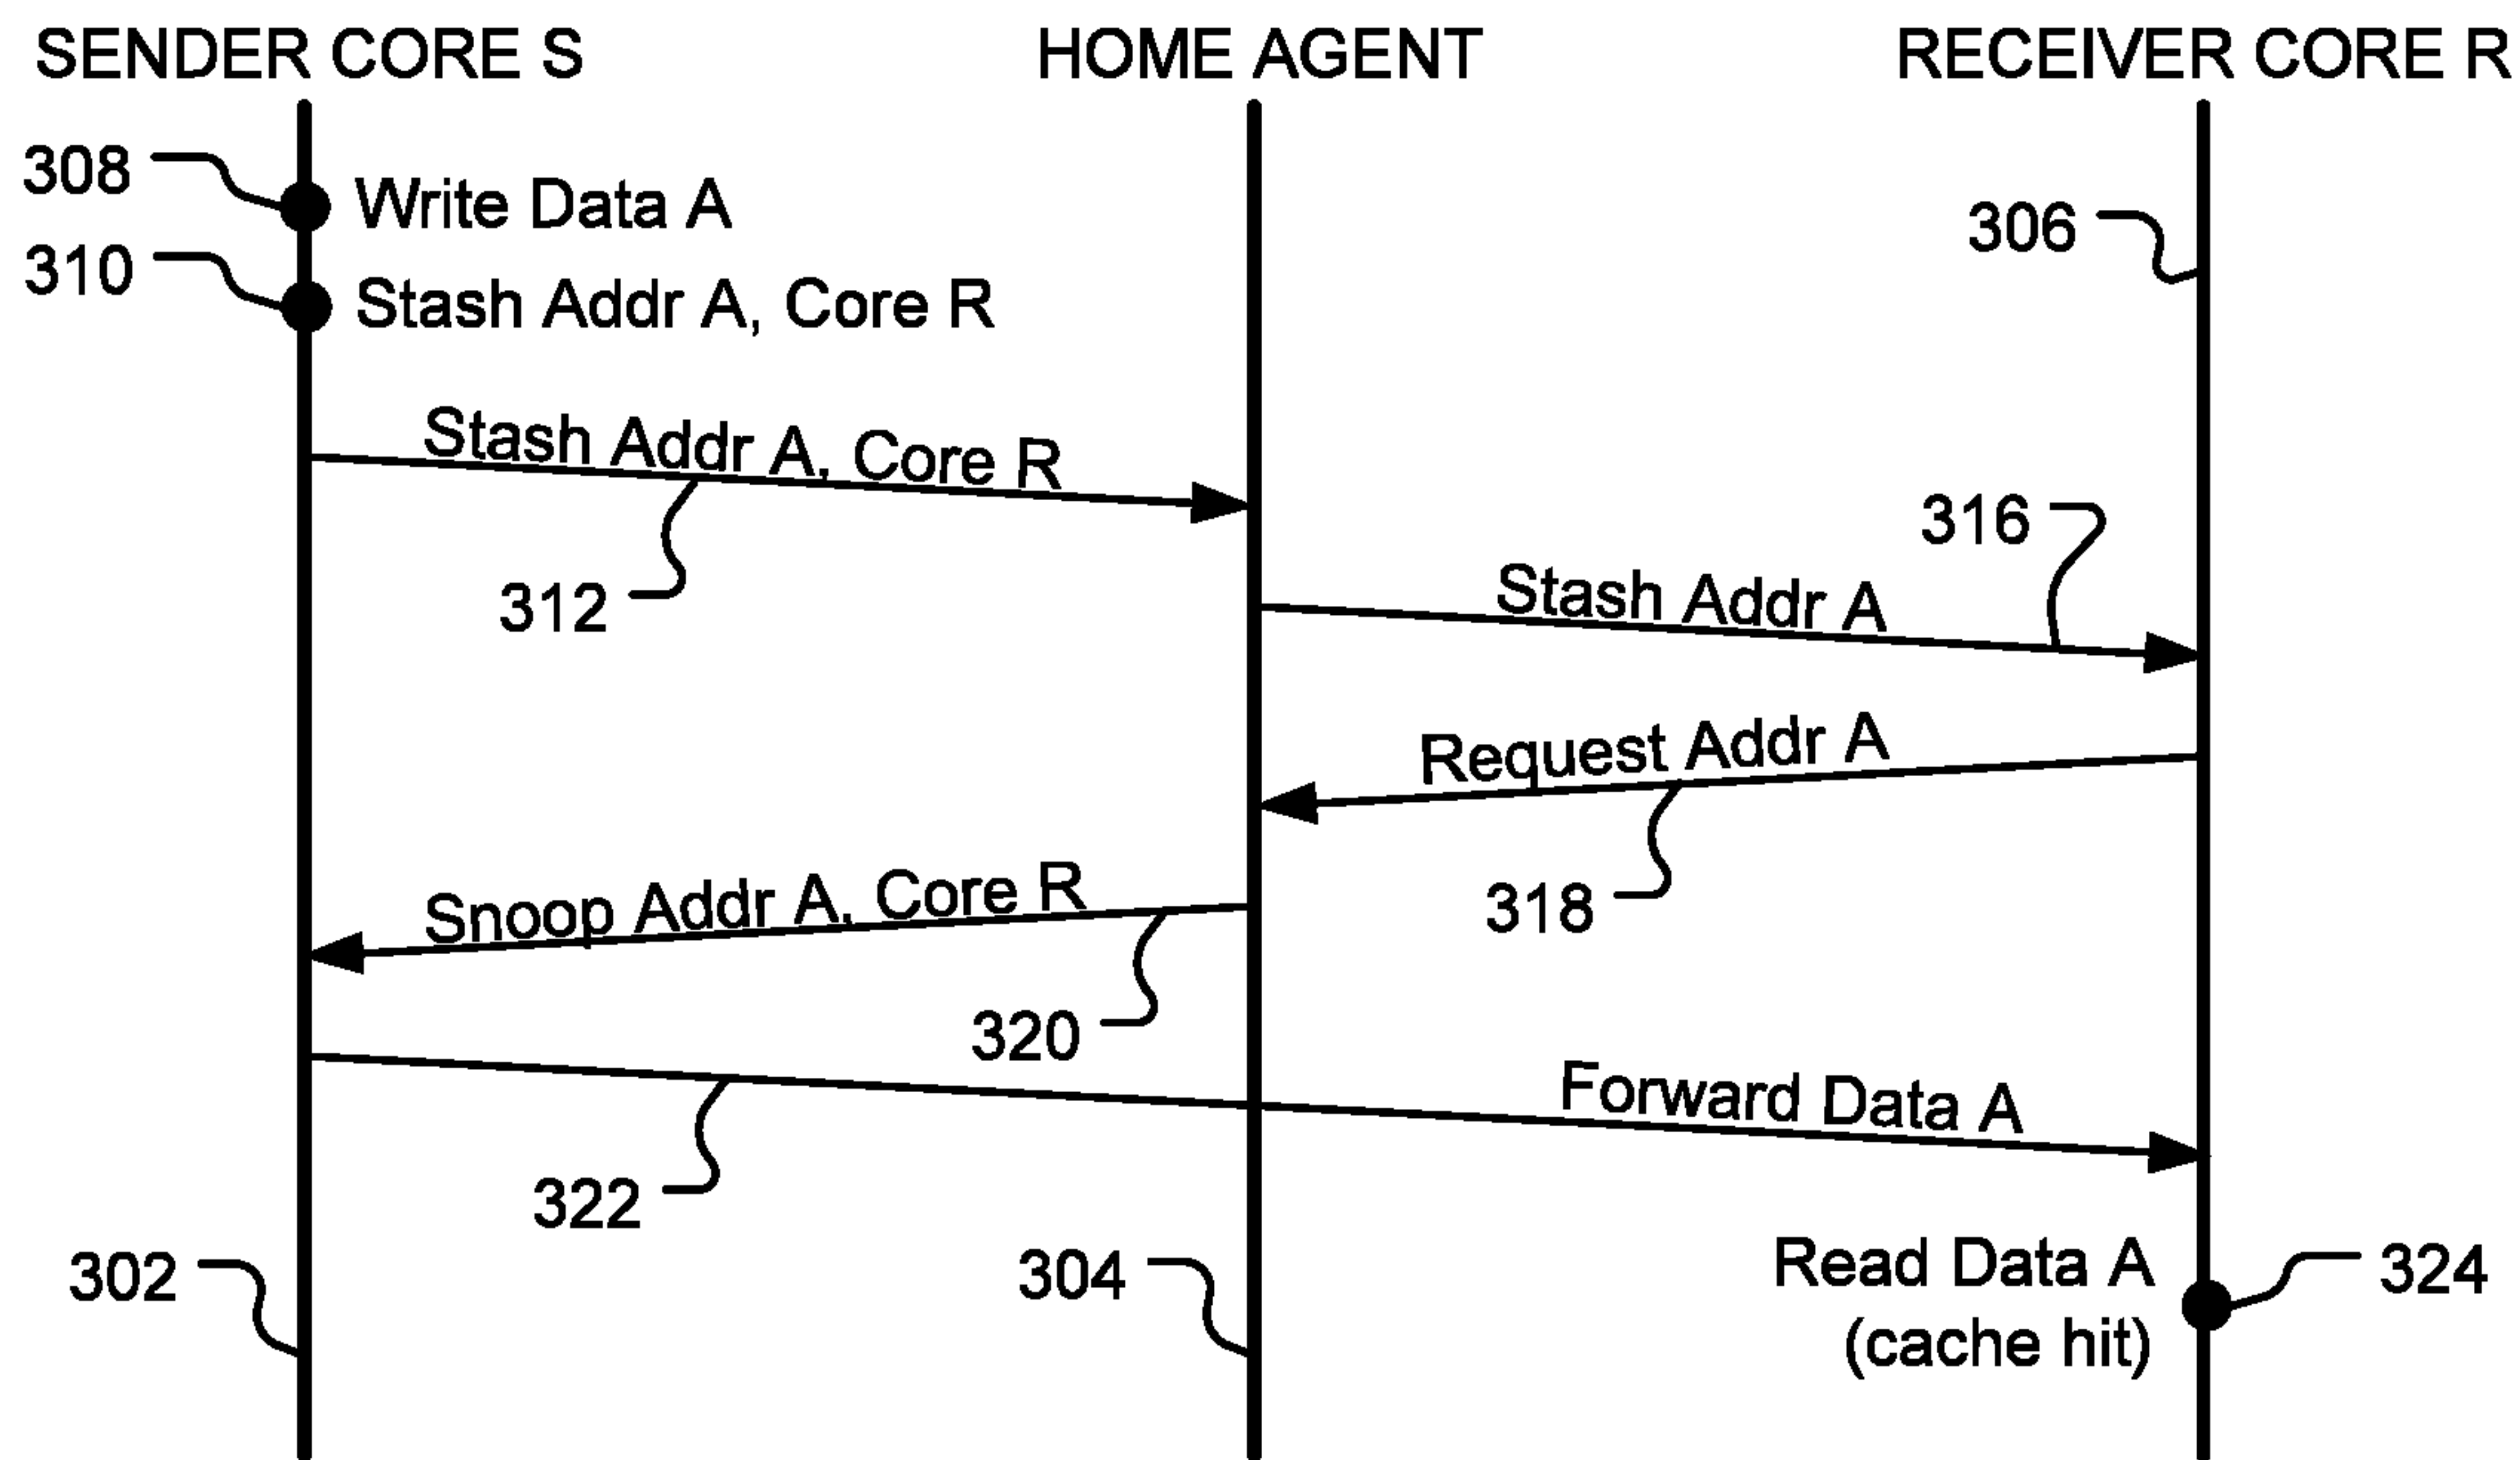 SENDER CORE S
HOME AGENT
RECEIVER CORE R
308
Write Data A
306
310
Stash Addr A, Core R
Stash Addr A, Core R
316
312
Stash Addr A
Request Addr A
318
Snoop Addr A, Core R
320
Forward Data A
322
302
304
Read Data A
324
(cache hit)